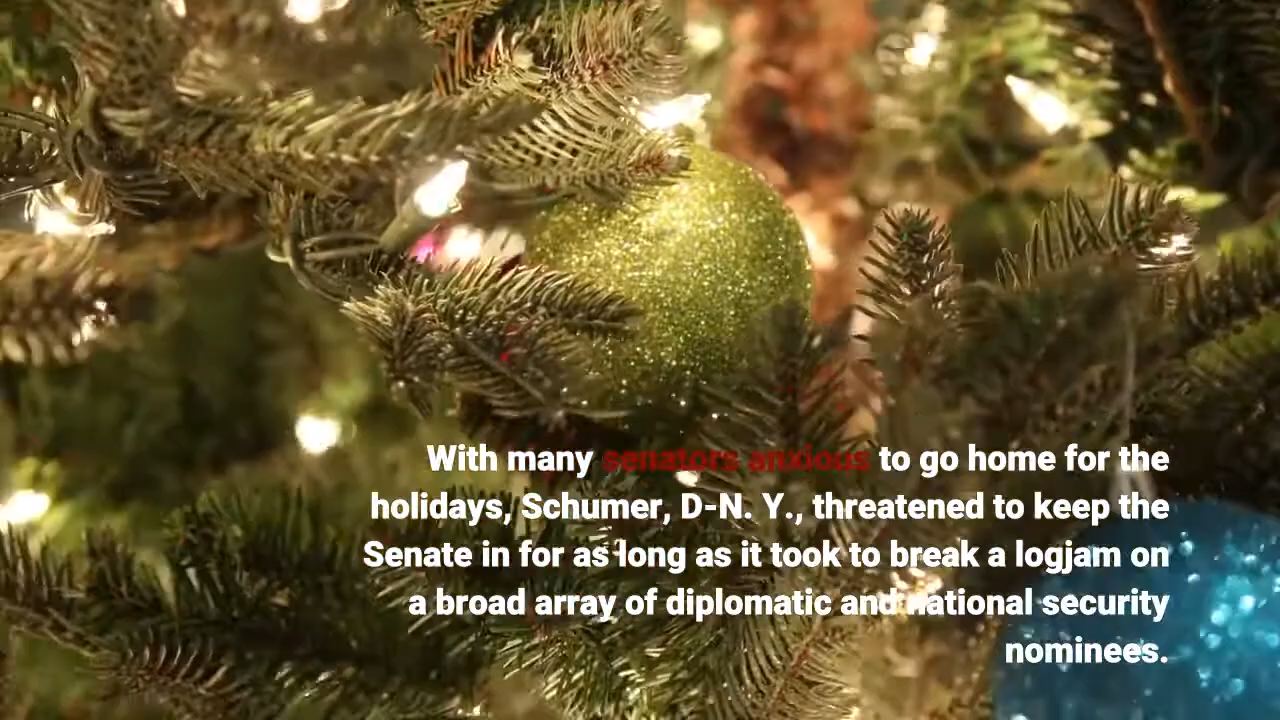 With many senators anxious to go home for the
holidays, Schumer, D-N. Y., threatened to keep the
Senate in for as long as it took to break a logjam on
a broad array of diplomatic and national security
nominees.